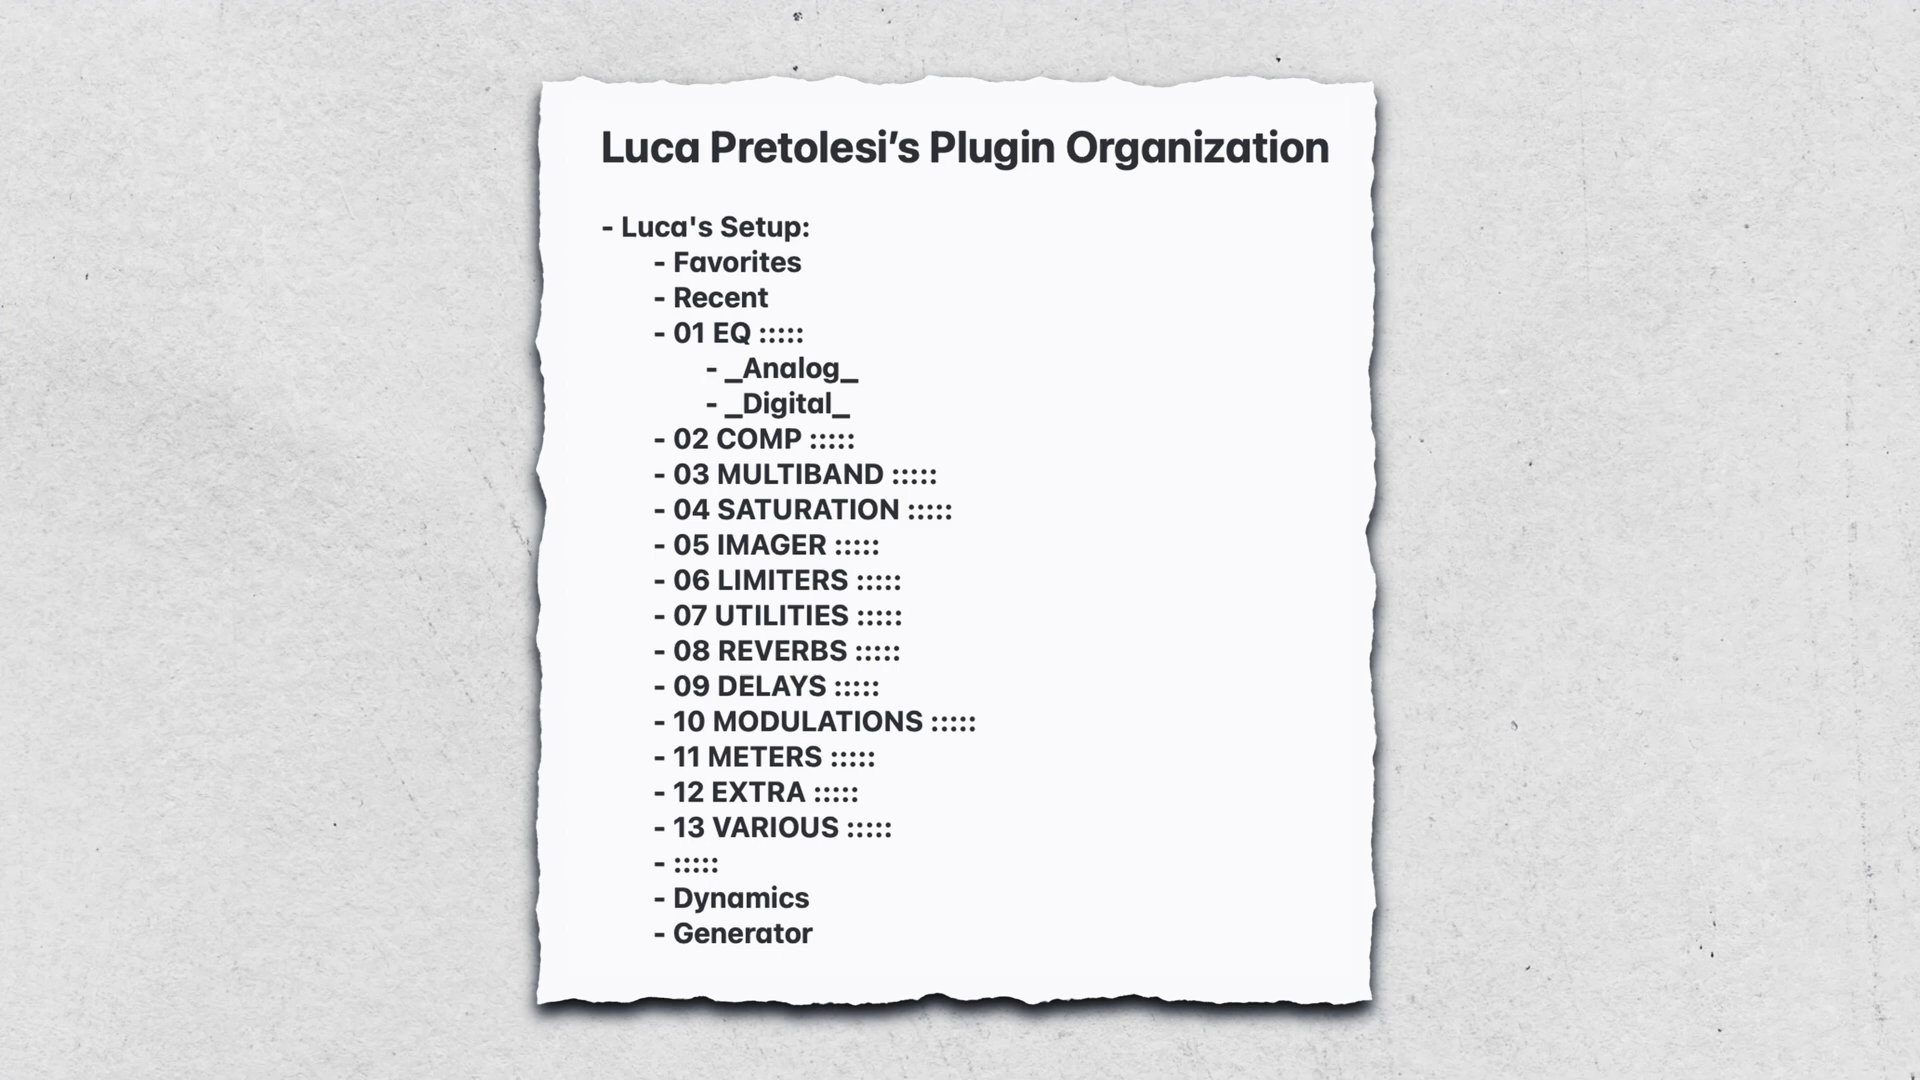 Luca Pretolesi’s Plugin Organization
- Luca's Setup:
- Favorites
- Recent
- 01 EQ :::::
- _Analog_
- _Digital_
- 02 COMP :::::
- 03 MULTIBAND :::::
- 04 SATURATION :::::
- 05 IMAGER :::::
- 06 LIMITERS :::::
- 07 UTILITIES :::::
- 08 REVERBS :::::
- 09 DELAYS :::::
- 10 MODULATIONS :::::
- 11 METERS :::::
- 12 EXTRA :::::
- 13 VARIOUS :::::
- :::::
- Dynamics
- Generator